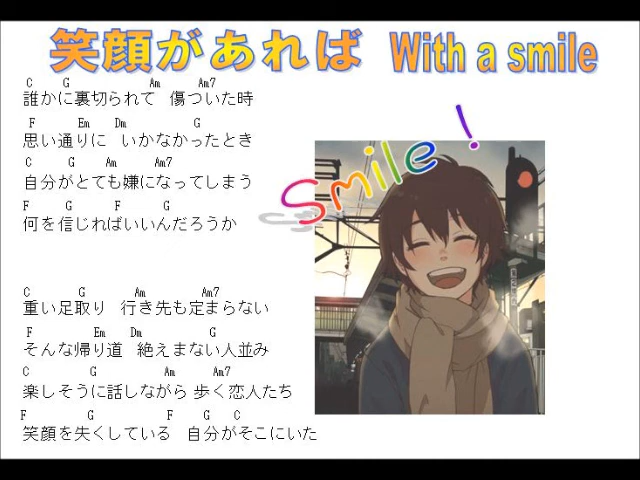 笑顔があれば With a smile
C G Am Am7
誰かに裏切られて 傷ついた時
F Em Dm G
思い通りに いかなかったとき
C G Am Am7
自分がとても嫌になってしまう
F G F G
何を信じればいいんだろうか
Smile!
C G Am Am7
重い足取り 行き先も定まらない
F Em Dm G
そんな帰り道 絶えまない人並み
C G Am Am7
楽しそうに話しながら 歩く恋人たち
F G F G C
笑顔を失くしている 自分がそこにいた